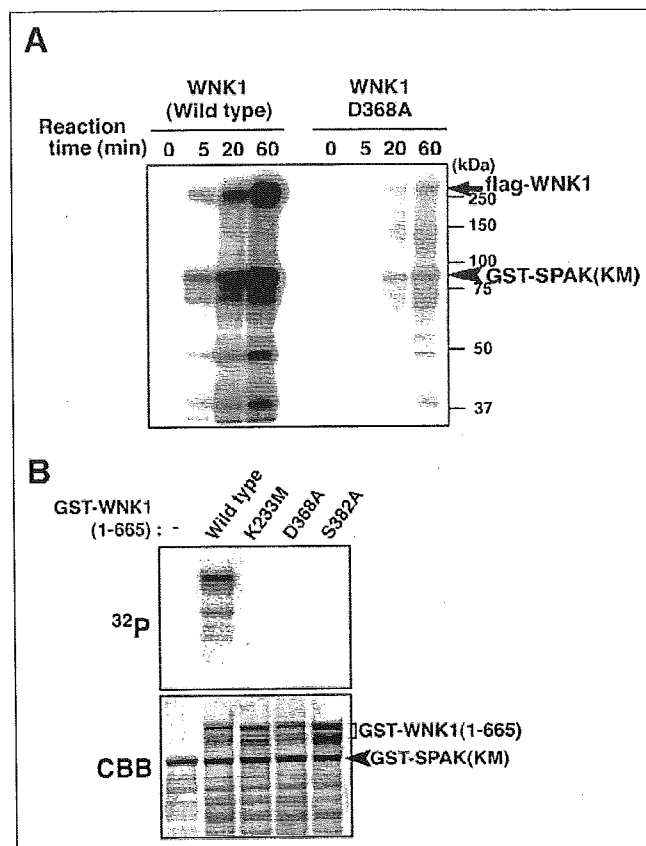 A
WNK1 WNK1
(Wild type) D368A
Reaction
time (min) 0 5 20 60 0 5 20 60
(kDa)
flag-WNK1
250
150
100
GST-SPAK(KM)
75
50
37
B
GST-WNK1
(1-665) : - Wild type K233M D368A S382A
32P
GST-WNK1(1-665)
CBB
GST-SPAK(KM)